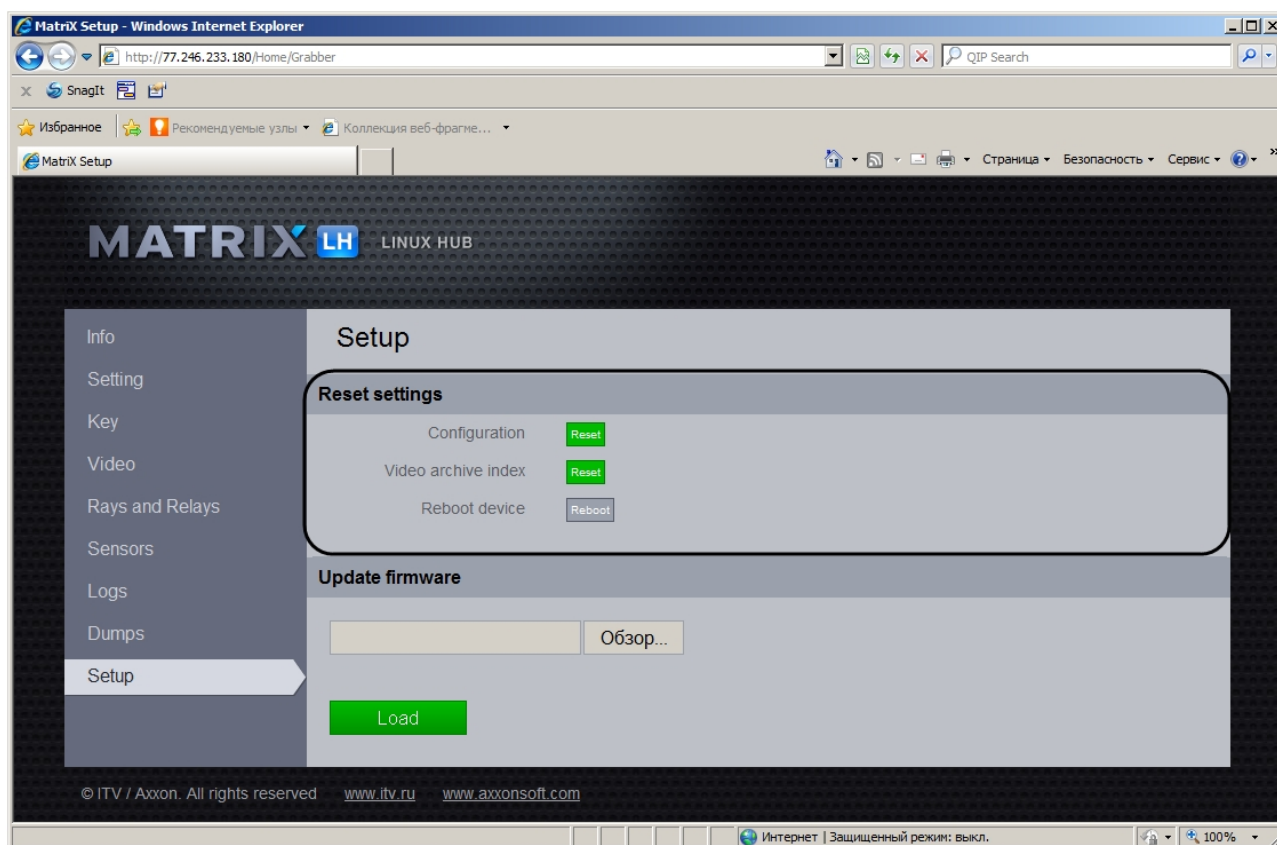 MatriX Setup - Windows Internet Explorer
http://77.246.233.180/Home/Grabber
QIP Search
x SnagIt
Избранное Рекомендуемые узлы Коллекция веб-фрагме...
MatriX Setup Страница Безопасность Сервис »
MATRIX LH LINUX HUB
Info
Setting
Key
Video
Rays and Relays
Sensors
Logs
Dumps
Setup
Setup
Reset settings
Configuration Reset
Video archive index Reset
Reboot device Reboot
Update firmware
Обзор...
Load
© ITV / Axxon. All rights reserved www.itv.ru www.axxonsoft.com
Интернет | Защищенный режим: выкл. 100%